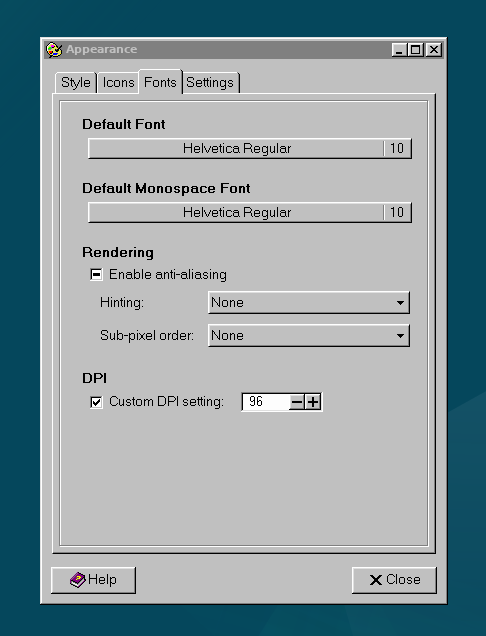 Appearance
Style Icons Fonts Settings
Default Font
Helvetica Regular 10
Default Monospace Font
Helvetica Regular 10
Rendering
Enable anti-aliasing
Hinting: None
Sub-pixel order: None
DPI
Custom DPI setting: 96
Help Close